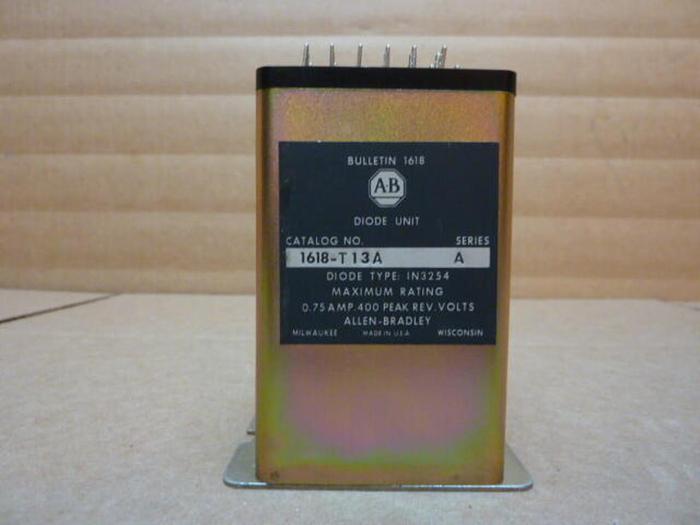 BULLETIN 1618
A-B
DIODE UNIT
CATALOG NO. SERIES
1618-T13A A
DIODE TYPE: IN3254
MAXIMUM RATING
0.75 AMP. 400 PEAK REV. VOLTS
ALLEN-BRADLEY
MILWAUKEE MADE IN U.S.A. WISCONSIN